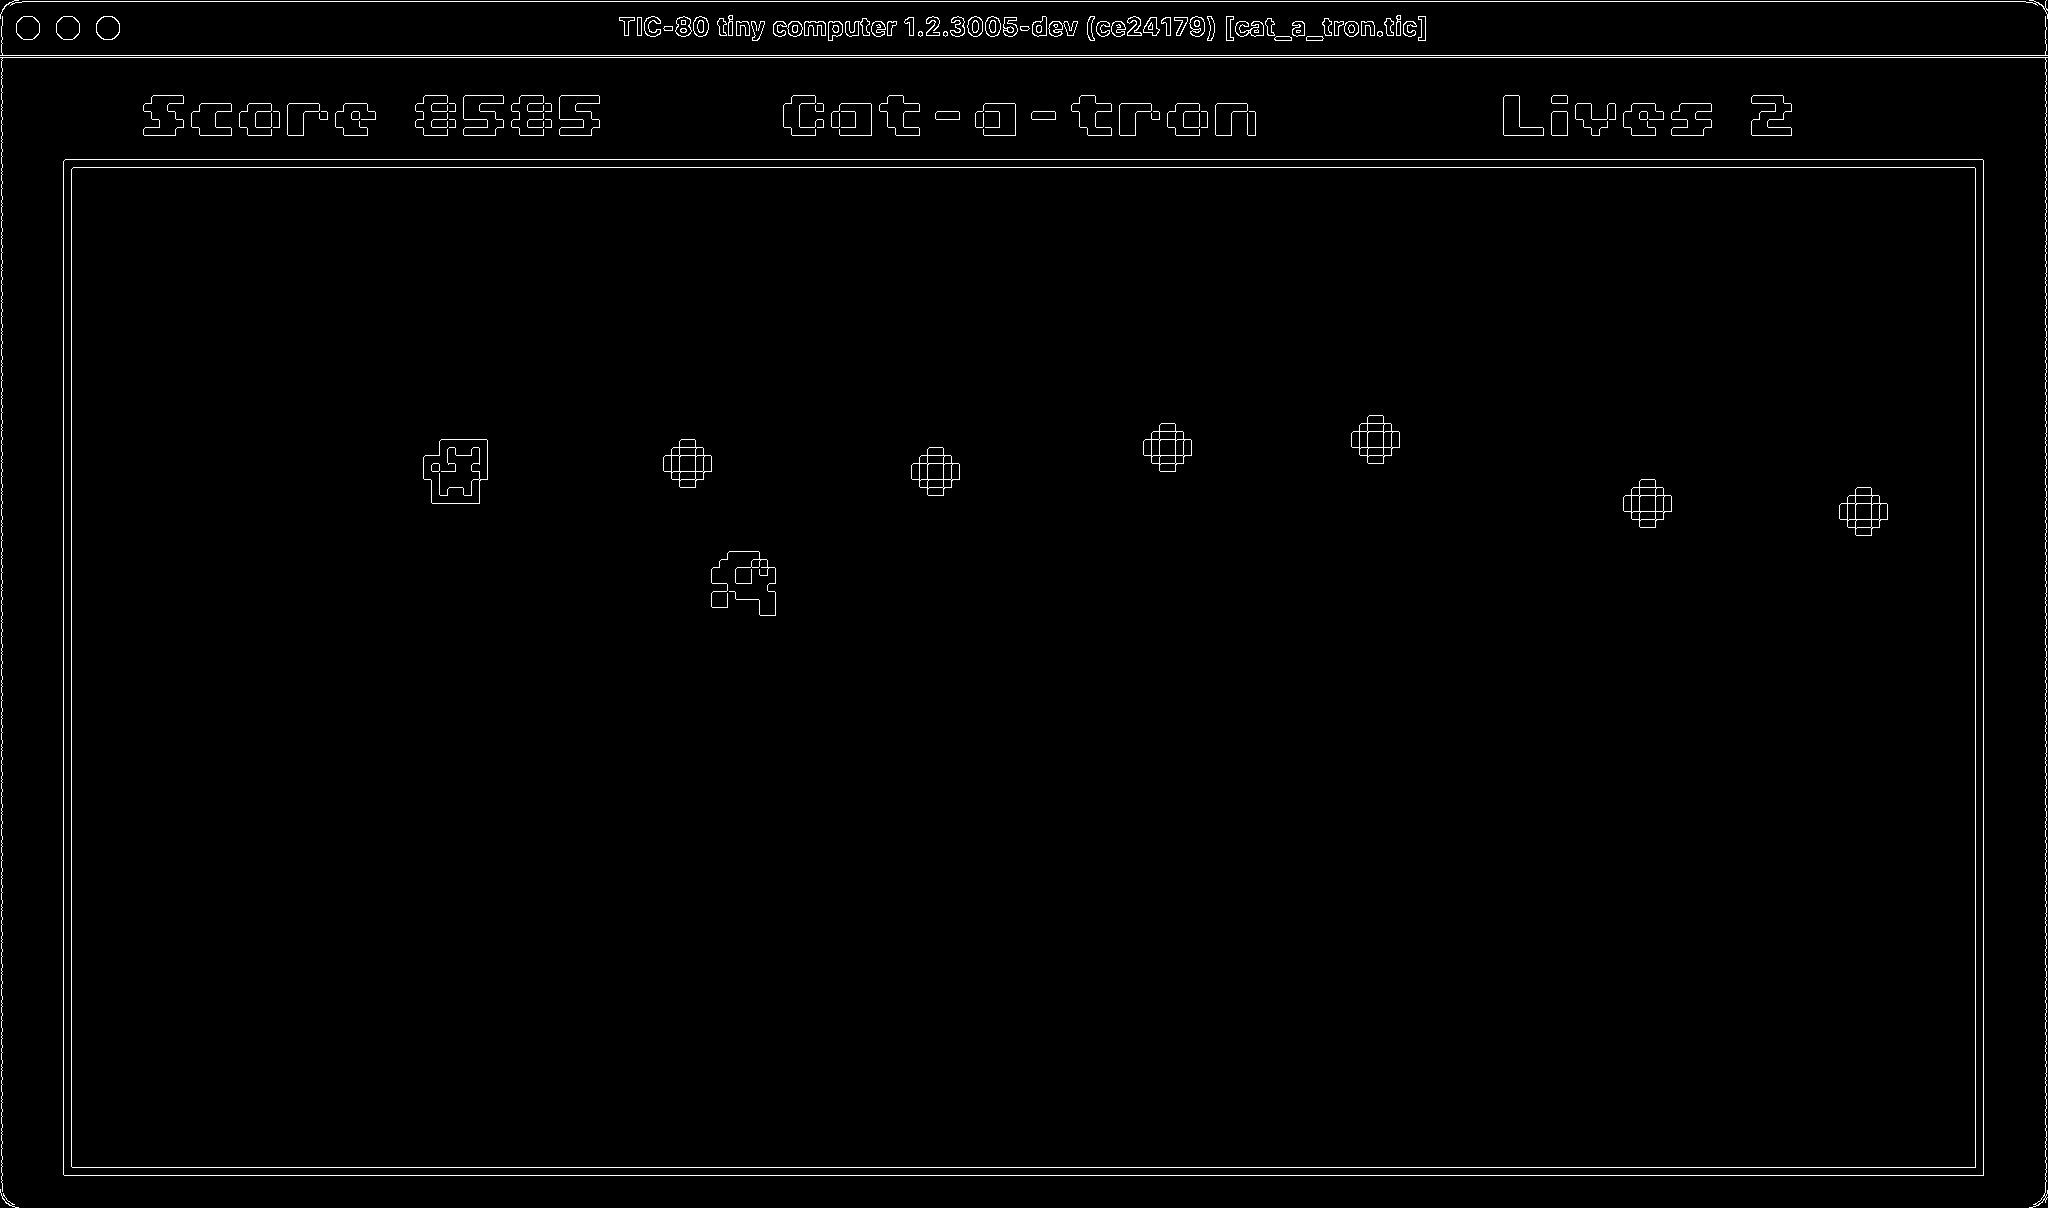 TIC-80 tiny computer 1.2.3005-dev (ce24179) [cat_a_tron.tic]
Score 8585 Cat-a-tron Lives 2